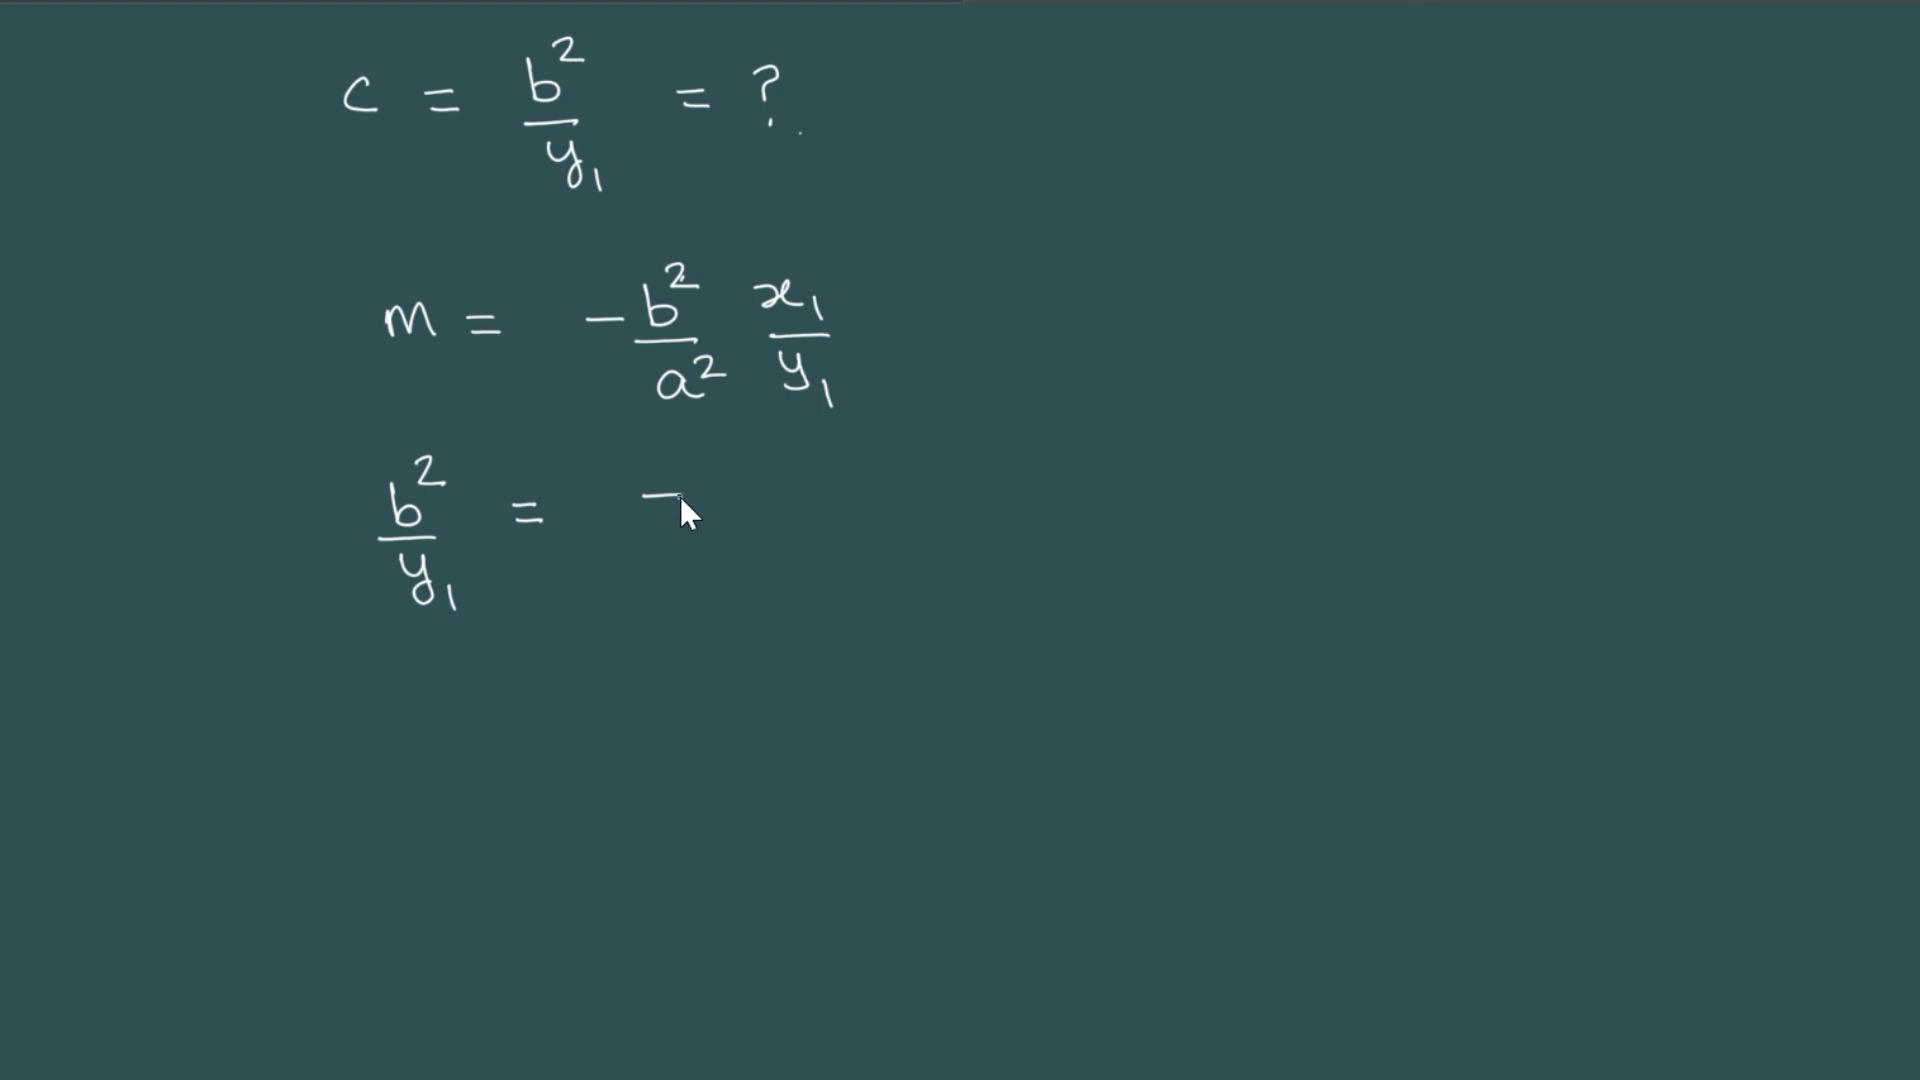 c = b²/y₁ = ?
m = -b²/a² x₁/y₁
b²/y₁ = -